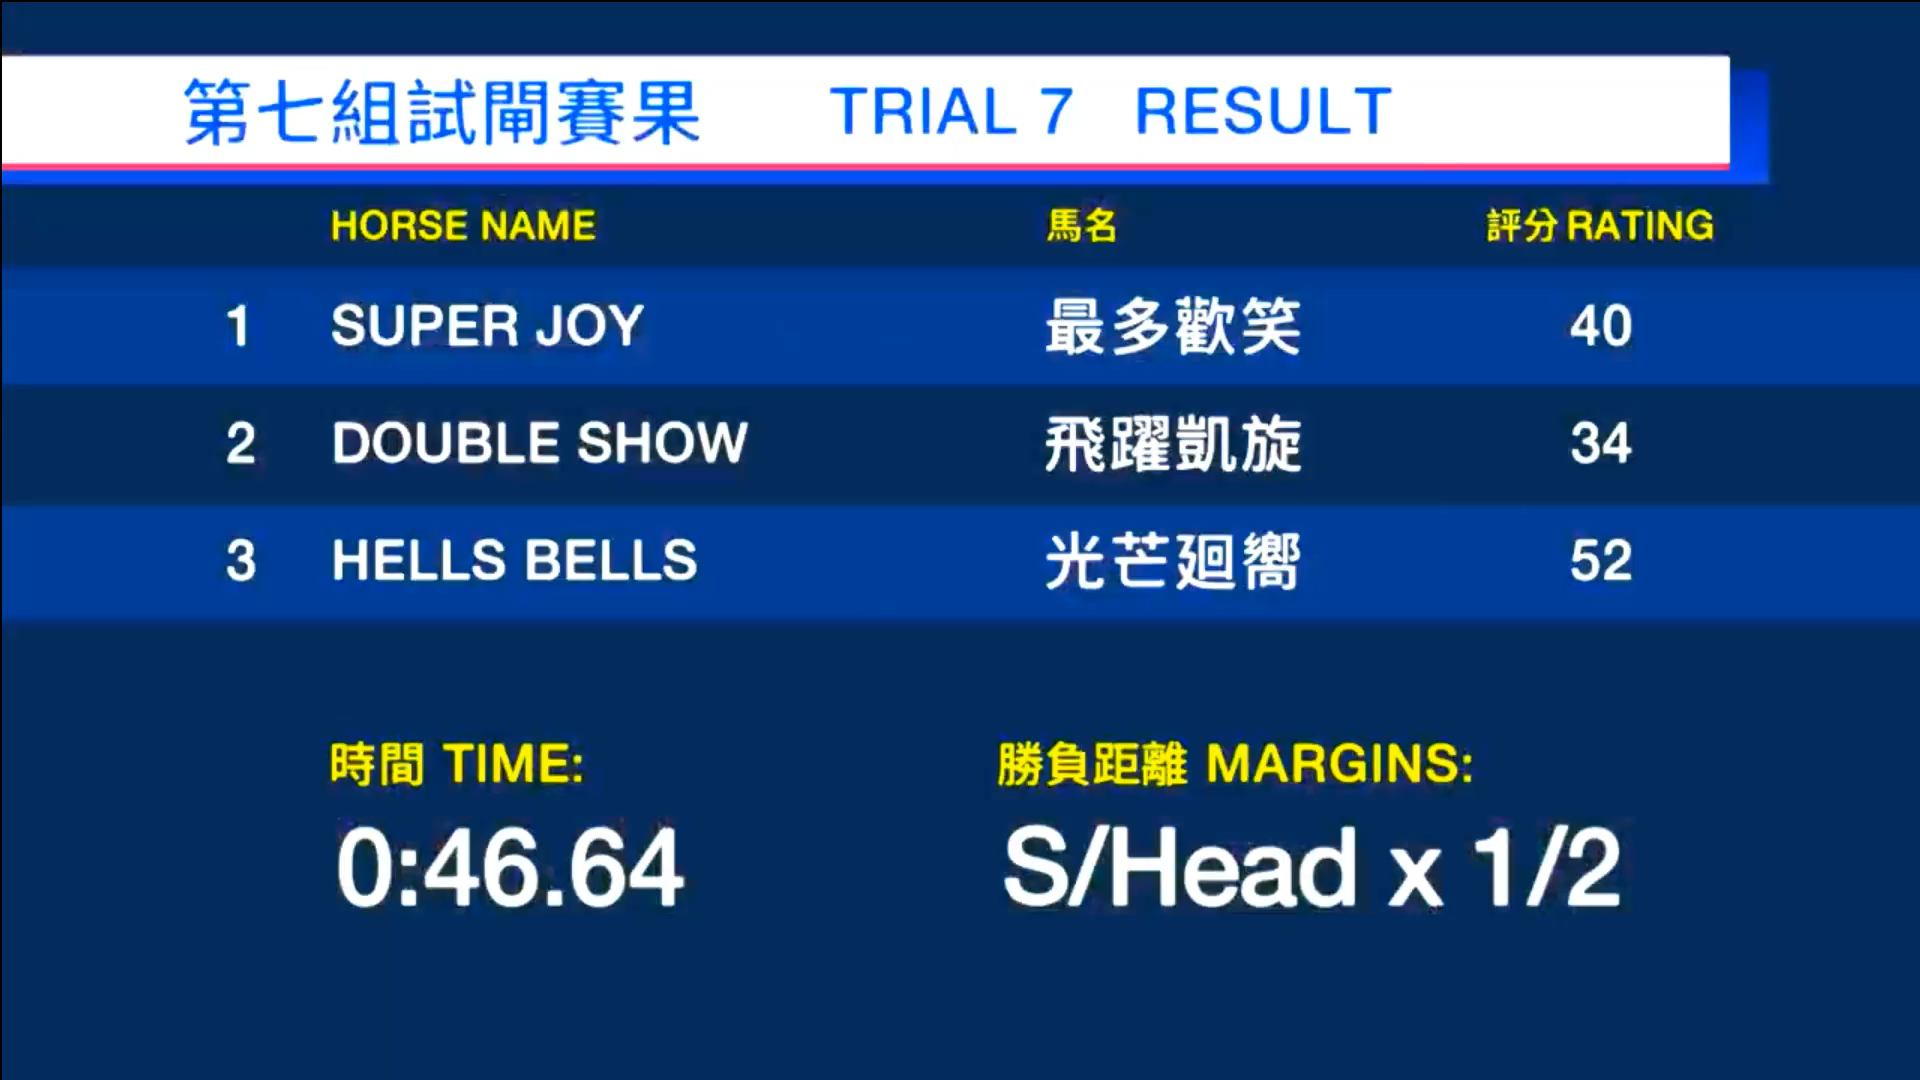 第七組試閘賽果 TRIAL 7 RESULT
HORSE NAME 馬名 評分 RATING
1 SUPER JOY 最多歡笑 40
2 DOUBLE SHOW 飛躍凱旋 34
3 HELLS BELLS 光芒廻嚮 52
時間 TIME: 勝負距離 MARGINS:
0:46.64 S/Head x 1/2